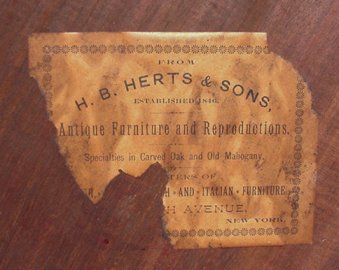 FROM
H. B. HERTS & SONS,
ESTABLISHED 1846.
Antique Furniture and Reproductions.
Specialties in Carved Oak and Old Mahogany.
TERS OF
H - AND - ITALIAN - FURNITURE
H AVENUE,
NEW YORK.